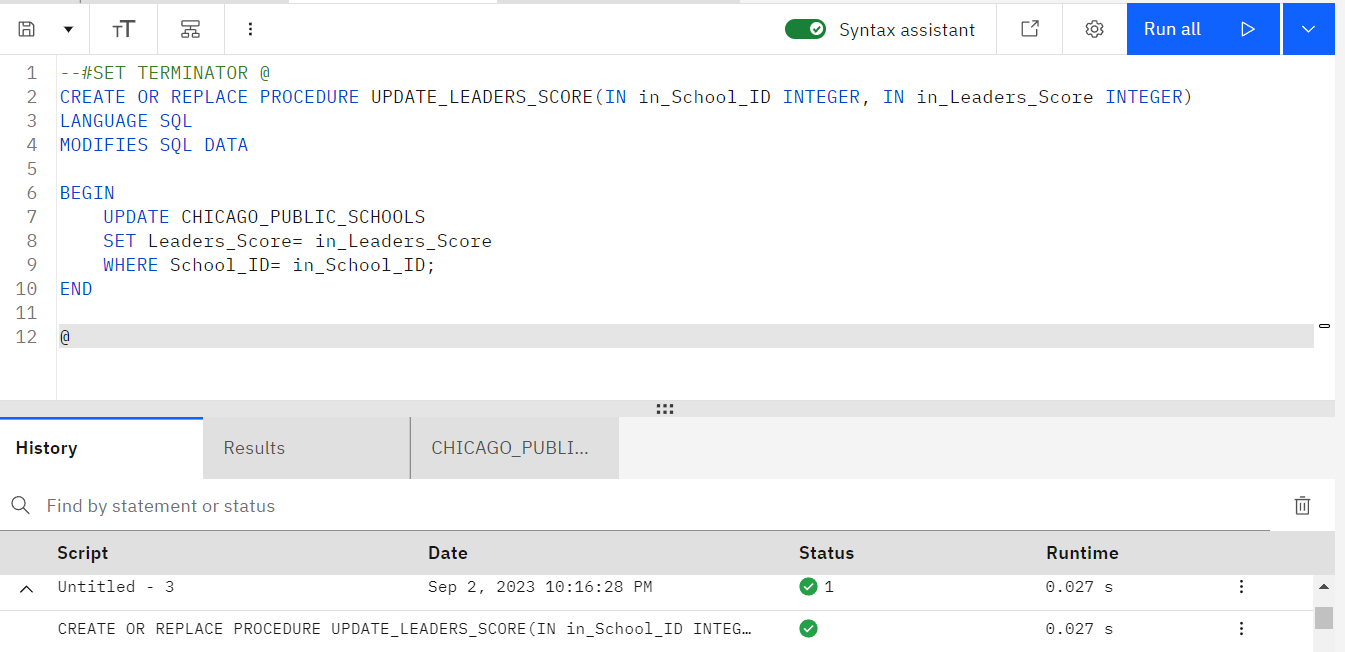 Syntax assistant Run all
1 --#SET TERMINATOR @
2 CREATE OR REPLACE PROCEDURE UPDATE_LEADERS_SCORE(IN in_School_ID INTEGER, IN in_Leaders_Score INTEGER)
3 LANGUAGE SQL
4 MODIFIES SQL DATA
5
6 BEGIN
7 UPDATE CHICAGO_PUBLIC_SCHOOLS
8 SET Leaders_Score= in_Leaders_Score
9 WHERE School_ID= in_School_ID;
10 END
11
12 @
History Results CHICAGO_PUBLI...
Find by statement or status
Script Date Status Runtime
Untitled - 3 Sep 2, 2023 10:16:28 PM 1 0.027 s
CREATE OR REPLACE PROCEDURE UPDATE_LEADERS_SCORE(IN in_School_ID INTEG… 0.027 s